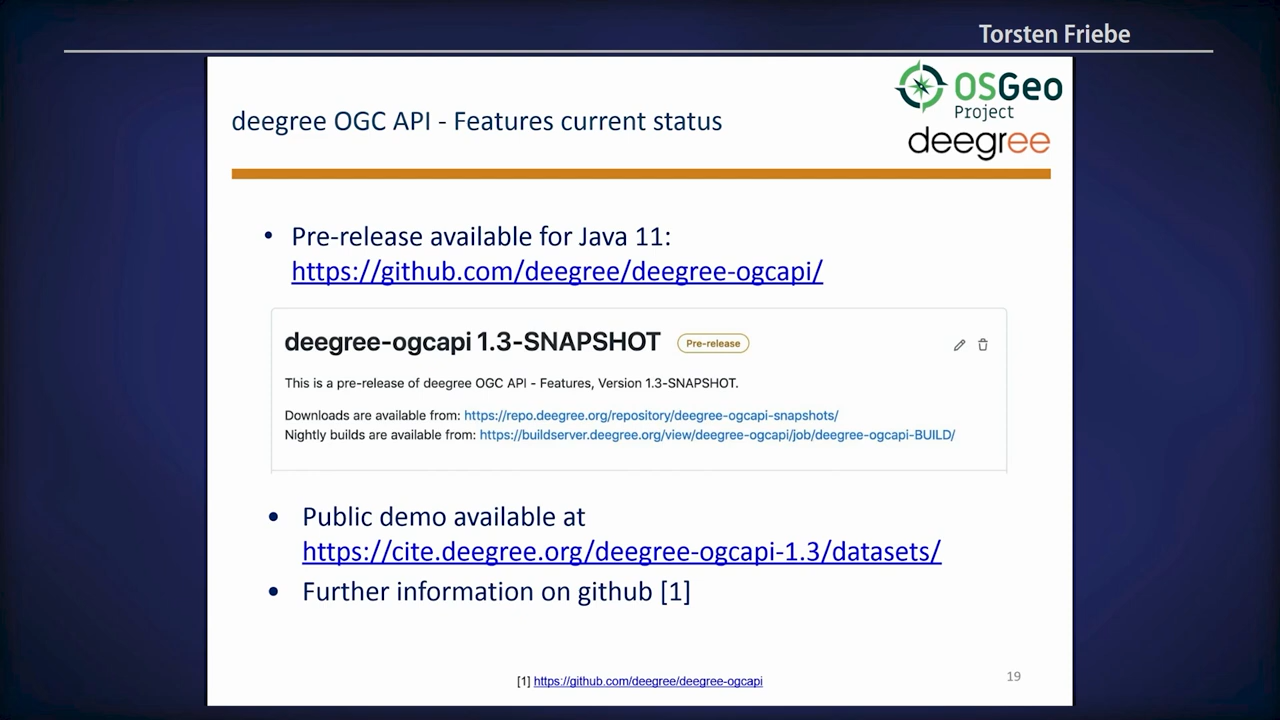 Torsten Friebe
OSGeo
Project
deegree
deegree OGC API - Features current status
• Pre-release available for Java 11:
https://github.com/deegree/deegree-ogcapi/
deegree-ogcapi 1.3-SNAPSHOT Pre-release
This is a pre-release of deegree OGC API - Features, Version 1.3-SNAPSHOT.
Downloads are available from: https://repo.deegree.org/repository/deegree-ogcapi-snapshots/
Nightly builds are available from: https://buildserver.deegree.org/view/deegree-ogcapi/job/deegree-ogcapi-BUILD/
• Public demo available at
https://cite.deegree.org/deegree-ogcapi-1.3/datasets/
• Further information on github [1]
[1] https://github.com/deegree/deegree-ogcapi
19